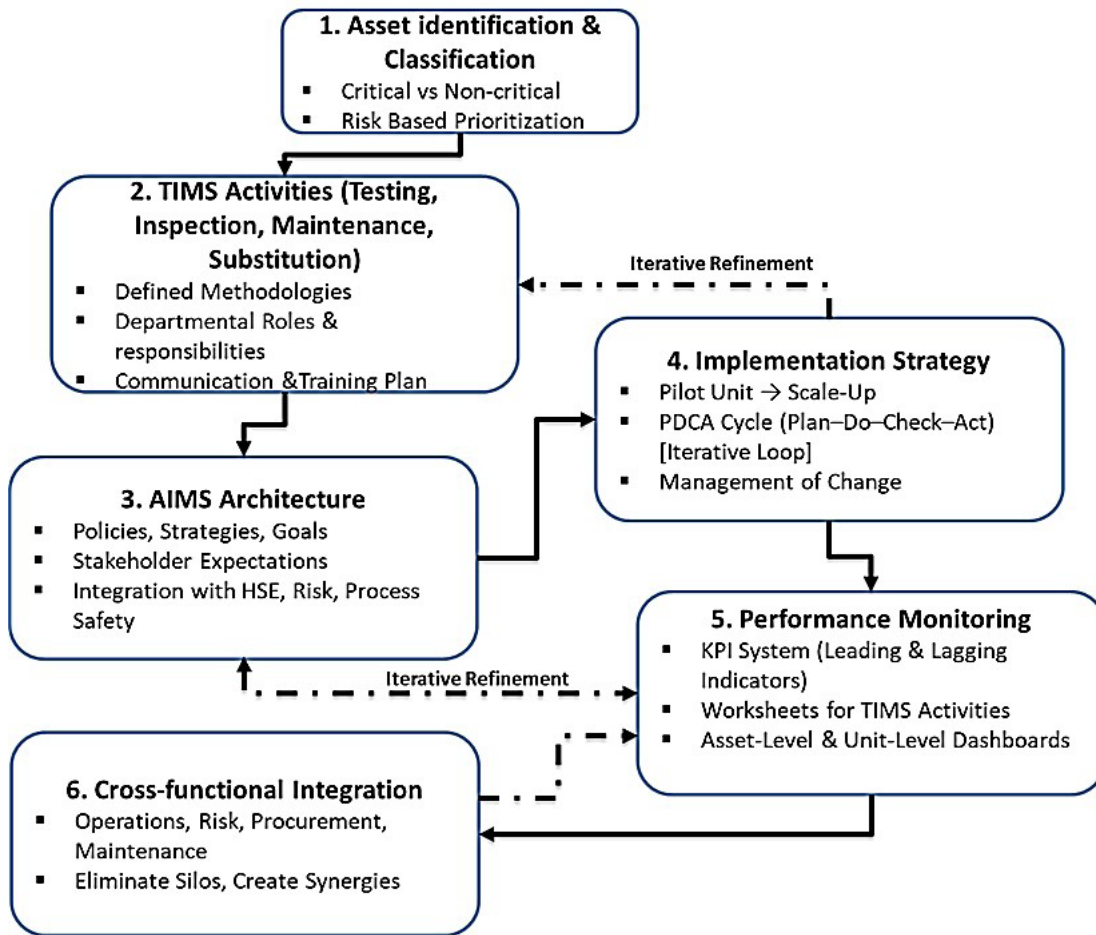 1. Asset identification &
Classification
▪ Critical vs Non-critical
▪ Risk Based Prioritization
2. TIMS Activities (Testing,
Inspection, Maintenance,
Substitution)
▪ Defined Methodologies
▪ Departmental Roles &
responsibilities
▪ Communication &Training Plan
Iterative Refinement
3. AIMS Architecture
▪ Policies, Strategies, Goals
▪ Stakeholder Expectations
▪ Integration with HSE, Risk, Process
Safety
4. Implementation Strategy
▪ Pilot Unit → Scale-Up
▪ PDCA Cycle (Plan–Do–Check–Act)
[Iterative Loop]
▪ Management of Change
Iterative Refinement
5. Performance Monitoring
▪ KPI System (Leading & Lagging
Indicators)
▪ Worksheets for TIMS Activities
▪ Asset-Level & Unit-Level Dashboards
6. Cross-functional Integration
▪ Operations, Risk, Procurement,
Maintenance
▪ Eliminate Silos, Create Synergies